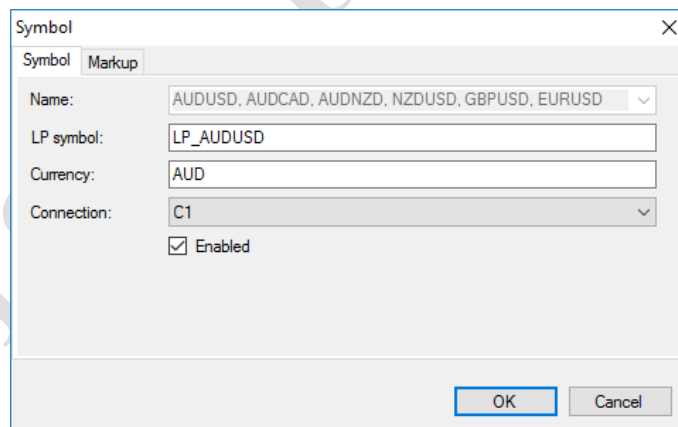 Symbol
Symbol Markup
Name: AUDUSD, AUDCAD, AUDNZD, NZDUSD, GBPUSD, EURUSD
LP symbol: LP_AUDUSD
Currency: AUD
Connection: C1
Enabled
OK Cancel